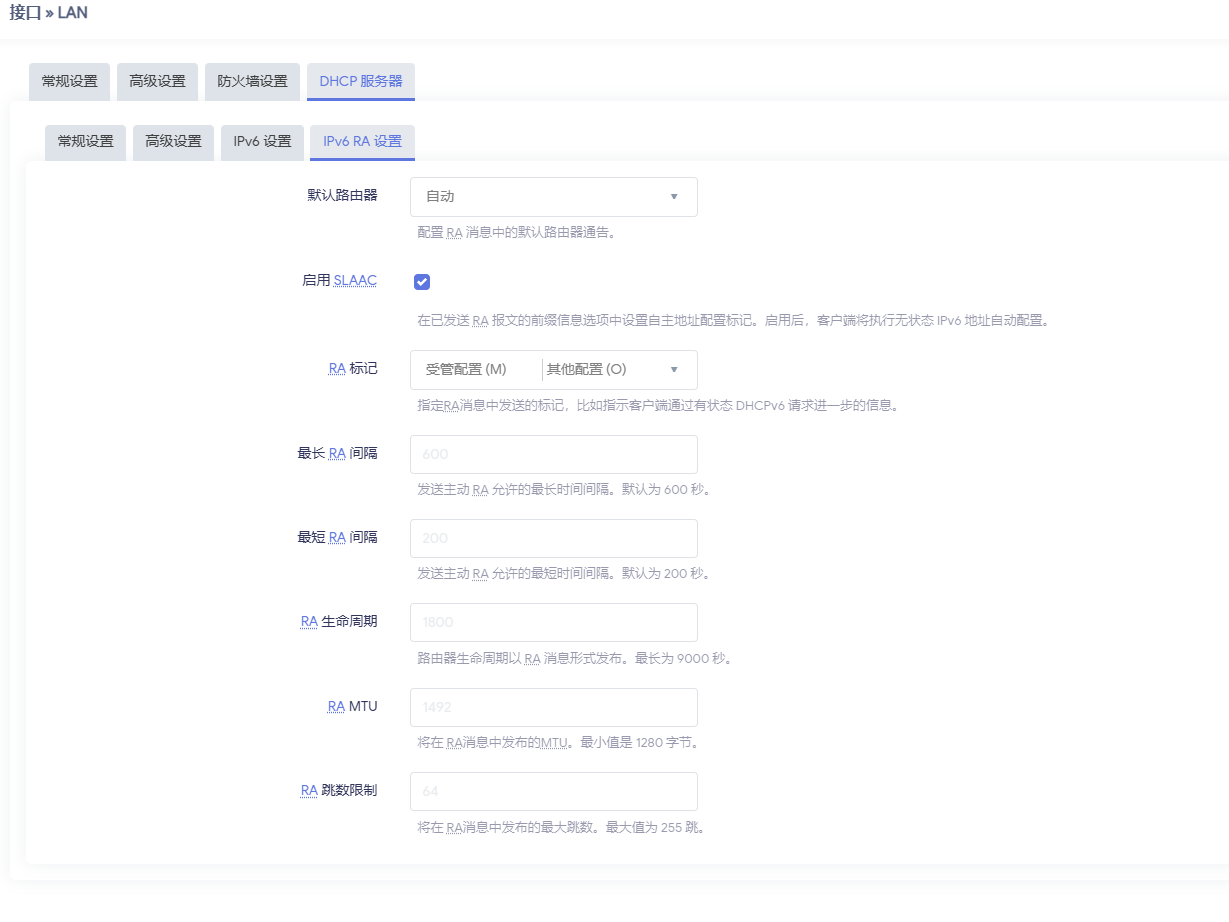 接口 » LAN
常规设置 高级设置 防火墙设置 DHCP 服务器
常规设置 高级设置 IPv6 设置 IPv6 RA 设置
默认路由器 自动
配置 RA 消息中的默认路由器通告。
启用 SLAAC
在已发送 RA 报文的前缀信息选项中设置自主地址配置标记。启用后，客户端将执行无状态 IPv6 地址自动配置。
RA 标记 受管配置 (M) 其他配置 (O)
指定RA消息中发送的标记，比如指示客户端通过有状态 DHCPv6 请求进一步的信息。
最长 RA 间隔 600
发送主动 RA 允许的最长时间间隔。默认为 600 秒。
最短 RA 间隔 200
发送主动 RA 允许的最短时间间隔。默认为 200 秒。
RA 生命周期 1800
路由器生命周期以 RA 消息形式发布。最长为 9000 秒。
RA MTU 1492
将在 RA消息中发布的MTU。最小值是 1280 字节。
RA 跳数限制 64
将在 RA消息中发布的最大跳数。最大值为 255 跳。